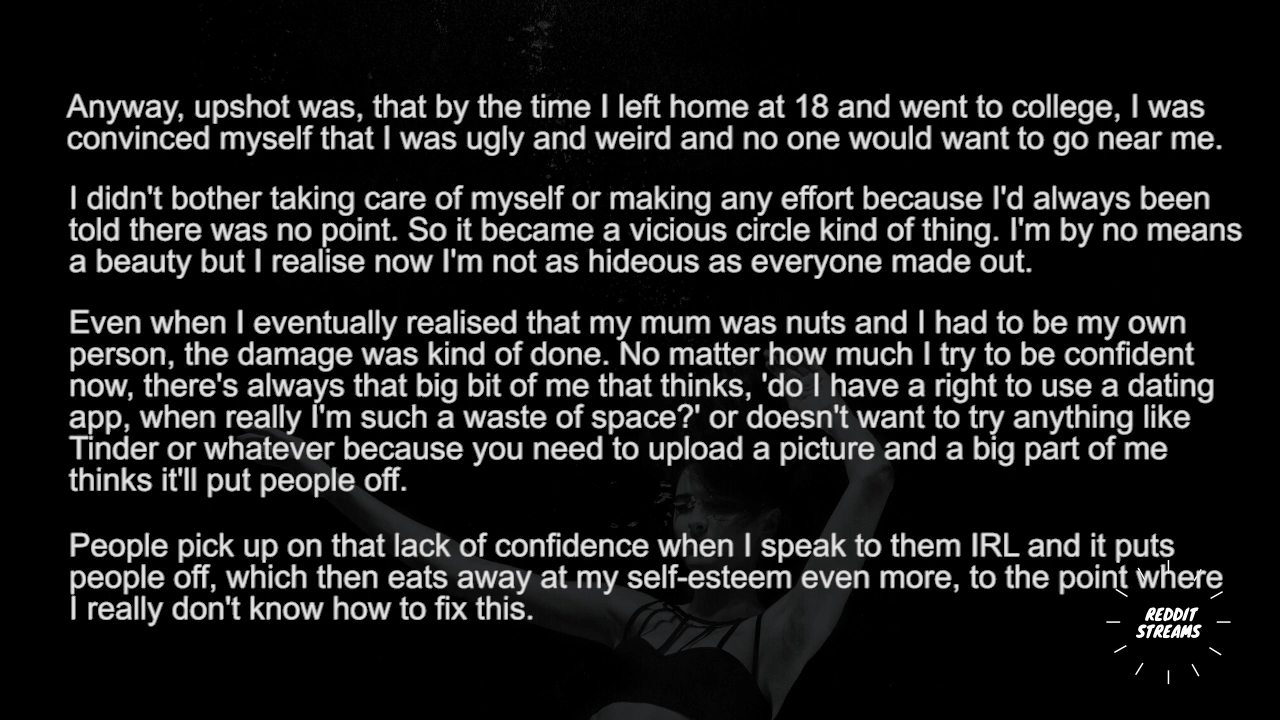 Anyway, upshot was, that by the time I left home at 18 and went to college, I was
convinced myself that I was ugly and weird and no one would want to go near me.
I didn't bother taking care of myself or making any effort because I'd always been
told there was no point. So it became a vicious circle kind of thing. I'm by no means
a beauty but I realise now I'm not as hideous as everyone made out.
Even when I eventually realised that my mum was nuts and I had to be my own
person, the damage was kind of done. No matter how much I try to be confident
now, there's always that big bit of me that thinks, 'do I have a right to use a dating
app, when really I'm such a waste of space?' or doesn't want to try anything like
Tinder or whatever because you need to upload a picture and a big part of me
thinks it'll put people off.
People pick up on that lack of confidence when I speak to them IRL and it puts
people off, which then eats away at my self-esteem even more, to the point where
I really don't know how to fix this.
REDDIT
STREAMS